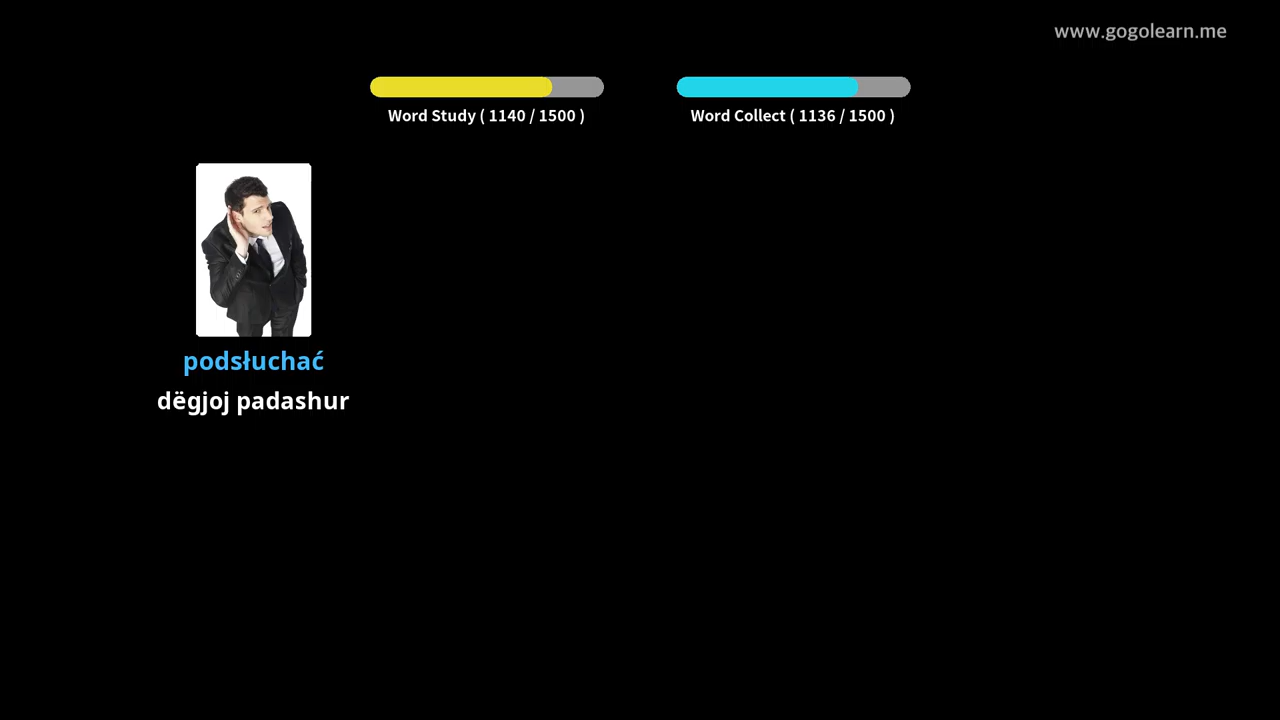 www.gogolearn.me
Word Study ( 1140 / 1500 )
Word Collect ( 1136 / 1500 )
podsłuchać
dëgjoj padashur